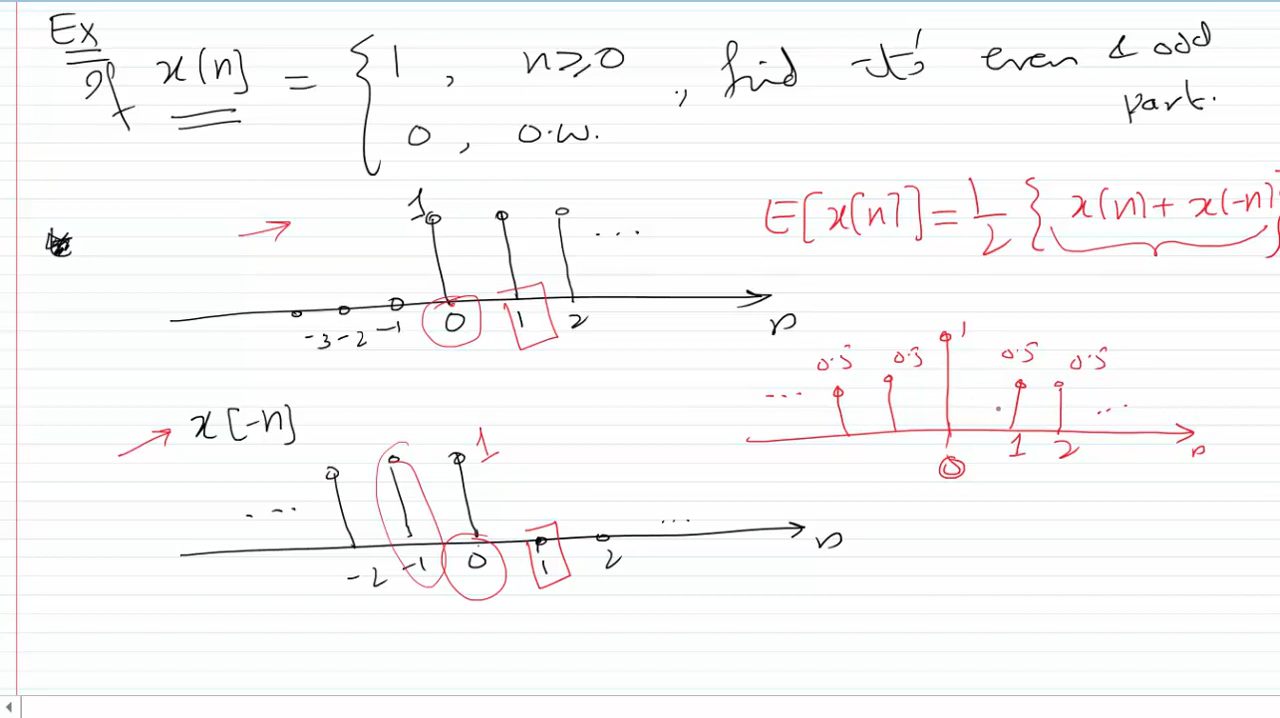 Ex
If x[n] = { 1 , n ≥ 0 , find it's even & odd
0 , o.w. part.
E[x[n]] = 1/2 { x[n] + x[-n] }
1 ...
-3 -2 -1 0 1 2 n
... 0.5 0.5 1 0.5 0.5 ...
0 1 2 n
x[-n]
... 1 ...
-2 -1 0 1 2 n